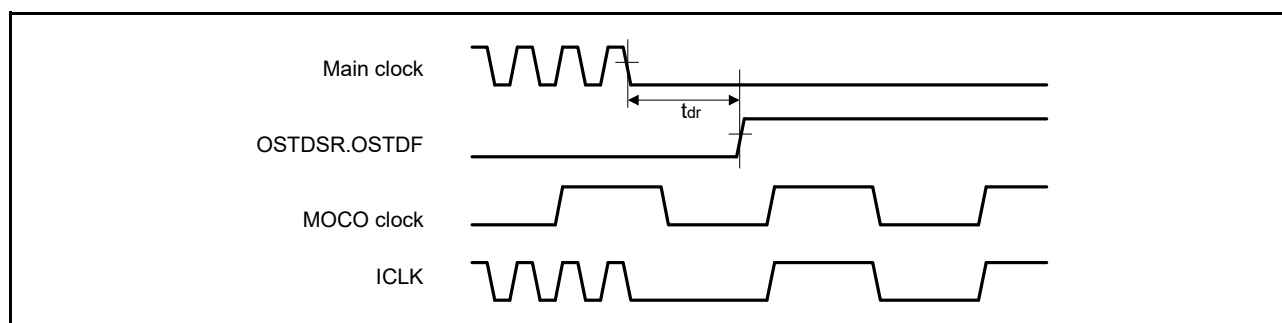 Main clock
tdr
OSTDSR.OSTDF
MOCO clock
ICLK